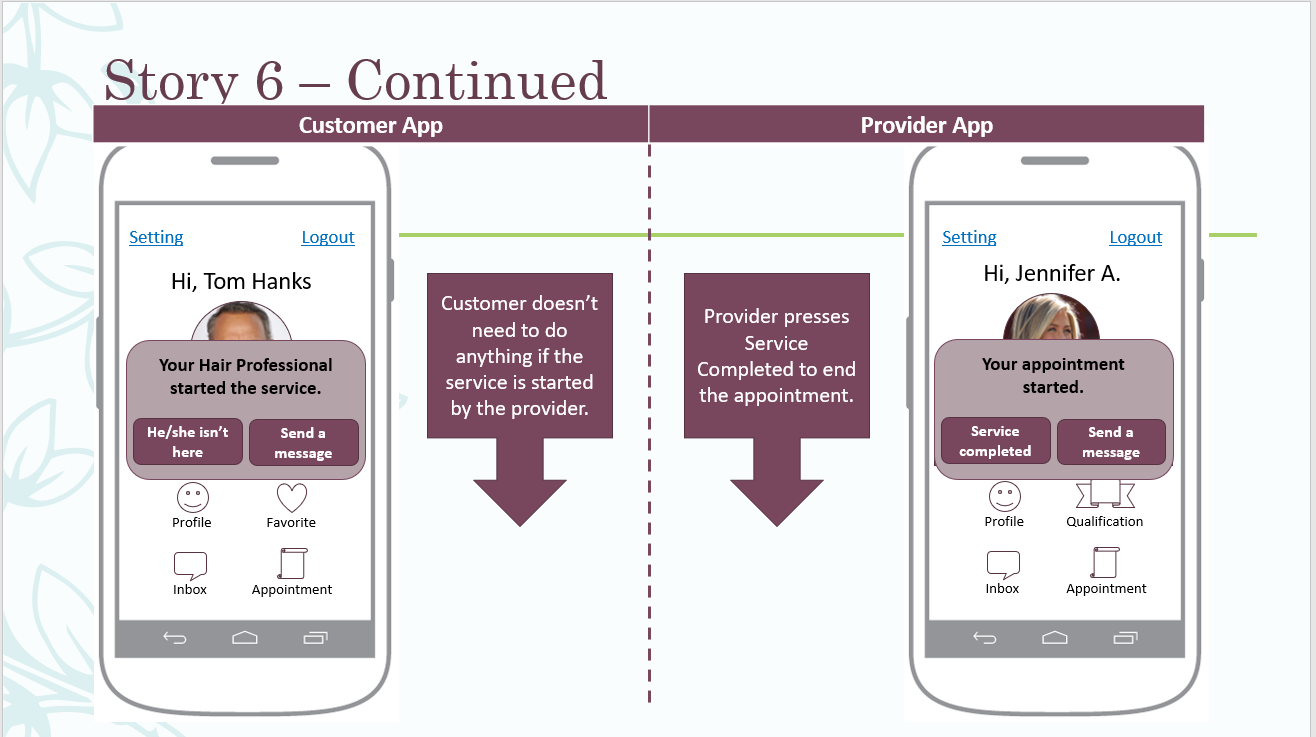 Story 6 – Continued
Customer App
Provider App
Setting
Logout
Hi, Tom Hanks
Your Hair Professional
started the service.
He/she isn’t
here
Send a
message
Profile
Favorite
Inbox
Appointment
Customer doesn’t
need to do
anything if the
service is started
by the provider.
Provider presses
Service
Completed to end
the appointment.
Setting
Logout
Hi, Jennifer A.
Your appointment
started.
Service
completed
Send a
message
Profile
Qualification
Inbox
Appointment